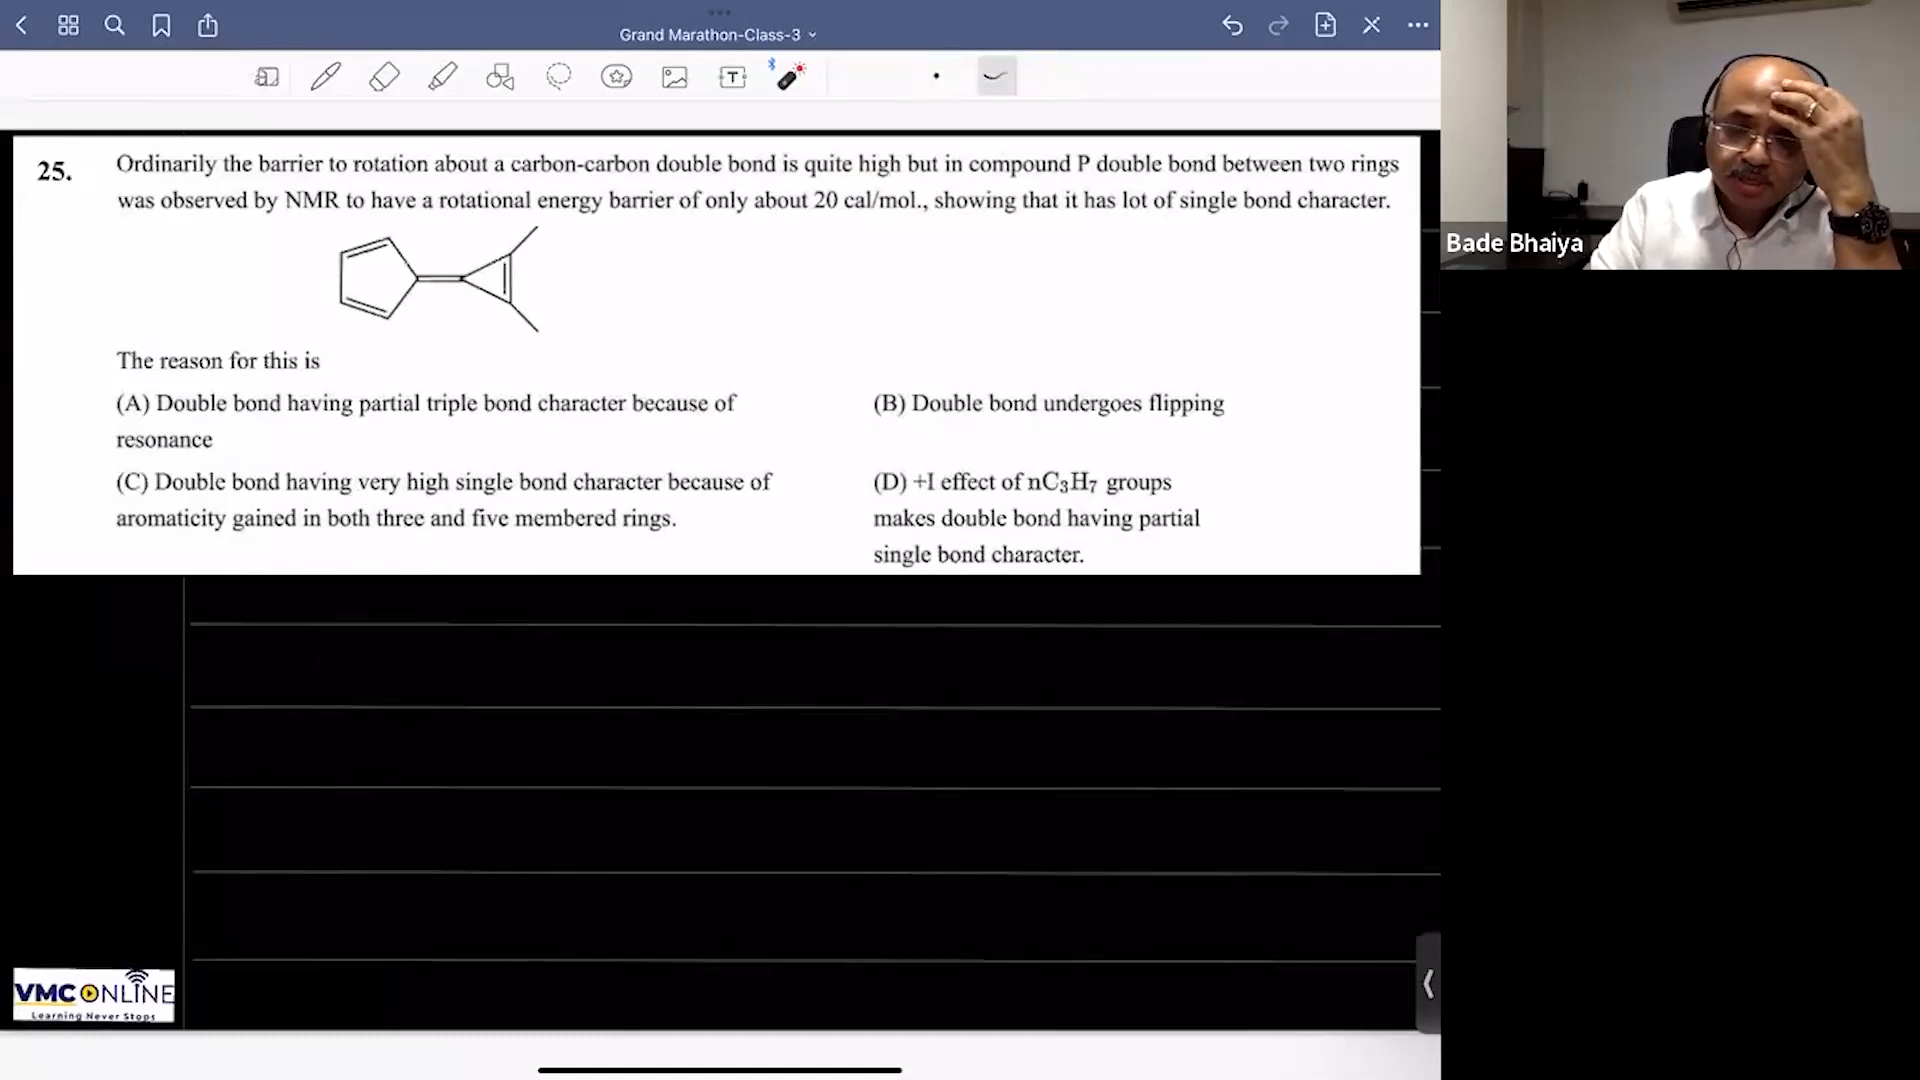 Grand Marathon-Class-3
T
Bade Bhaiya
25. Ordinarily the barrier to rotation about a carbon-carbon double bond is quite high but in compound P double bond between two rings
was observed by NMR to have a rotational energy barrier of only about 20 cal/mol., showing that it has lot of single bond character.
The reason for this is
(A) Double bond having partial triple bond character because of
resonance
(B) Double bond undergoes flipping
(C) Double bond having very high single bond character because of
aromaticity gained in both three and five membered rings.
(D) +I effect of nC₃H₇ groups
makes double bond having partial
single bond character.
VMC ONLINE
Learning Never Stops